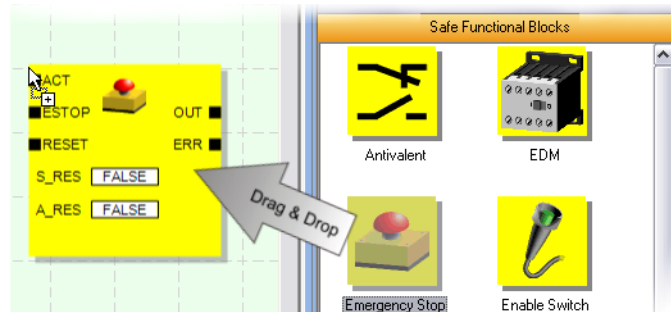 Safe Functional Blocks
ACT
ESTOP OUT
RESET ERR
S_RES FALSE
A_RES FALSE
Drag & Drop
Antivalent EDM
Emergency Stop Enable Switch